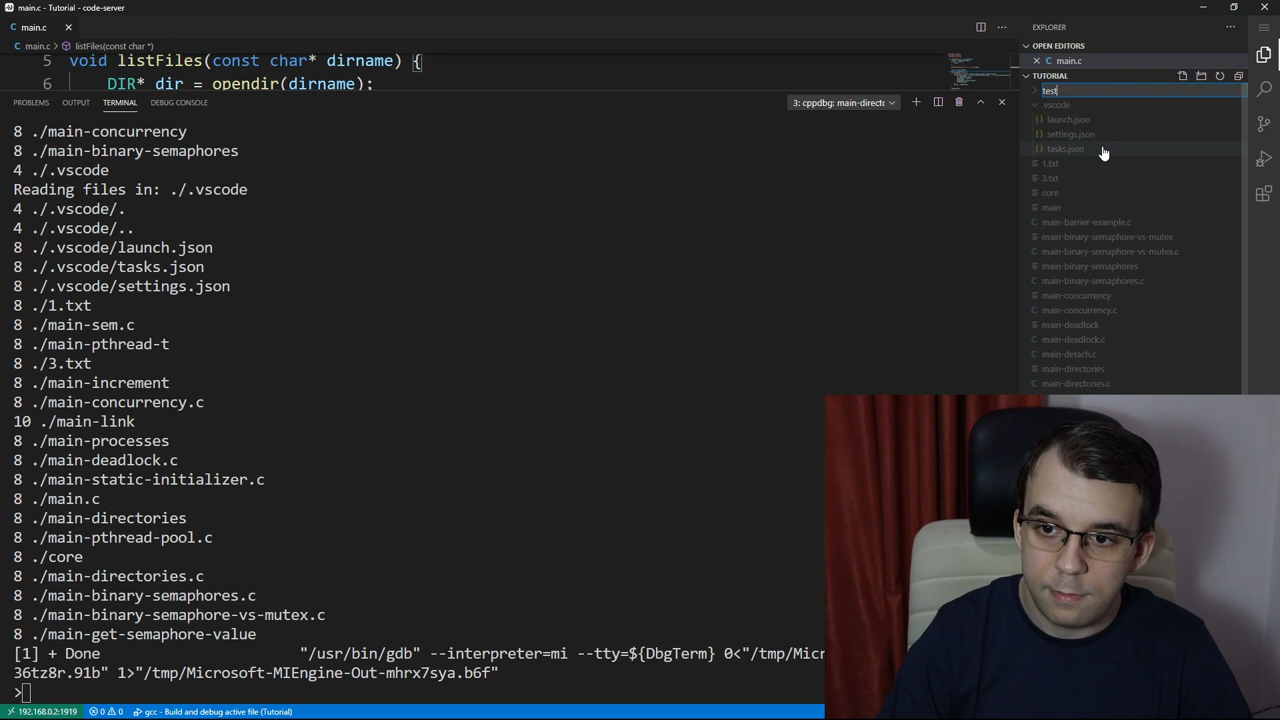 main.c - Tutorial - code-server
main.c
main.c > listFiles(const char *)
5 void listFiles(const char* dirname) {
6 DIR* dir = opendir(dirname);
PROBLEMS OUTPUT TERMINAL DEBUG CONSOLE
3: cppdbg: main-directo
8 ./main-concurrency
8 ./main-binary-semaphores
4 ./.vscode
Reading files in: ./.vscode
4 ./.vscode/.
4 ./.vscode/..
8 ./.vscode/launch.json
8 ./.vscode/tasks.json
8 ./.vscode/settings.json
8 ./1.txt
8 ./main-sem.c
8 ./main-pthread-t
8 ./3.txt
8 ./main-increment
8 ./main-concurrency.c
10 ./main-link
8 ./main-processes
8 ./main-deadlock.c
8 ./main-static-initializer.c
8 ./main.c
8 ./main-directories
8 ./main-pthread-pool.c
8 ./core
8 ./main-directories.c
8 ./main-binary-semaphores.c
8 ./main-binary-semaphore-vs-mutex.c
8 ./main-get-semaphore-value
[1] + Done "/usr/bin/gdb" --interpreter=mi --tty=${DbgTerm} 0<"/tmp/Micr
36tz8r.91b" 1>"/tmp/Microsoft-MIEngine-Out-mhrx7sya.b6f"
>
EXPLORER
OPEN EDITORS
main.c
TUTORIAL
test
.vscode
launch.json
settings.json
tasks.json
1.txt
3.txt
core
main
main-barrier-example.c
main-binary-semaphore-vs-mutex
main-binary-semaphore-vs-mutex.c
main-binary-semaphores
main-binary-semaphores.c
main-concurrency
main-concurrency.c
main-deadlock
main-deadlock.c
main-detach.c
main-directories
main-directories.c
192.168.0.2:1919 0 0 gcc - Build and debug active file (Tutorial)